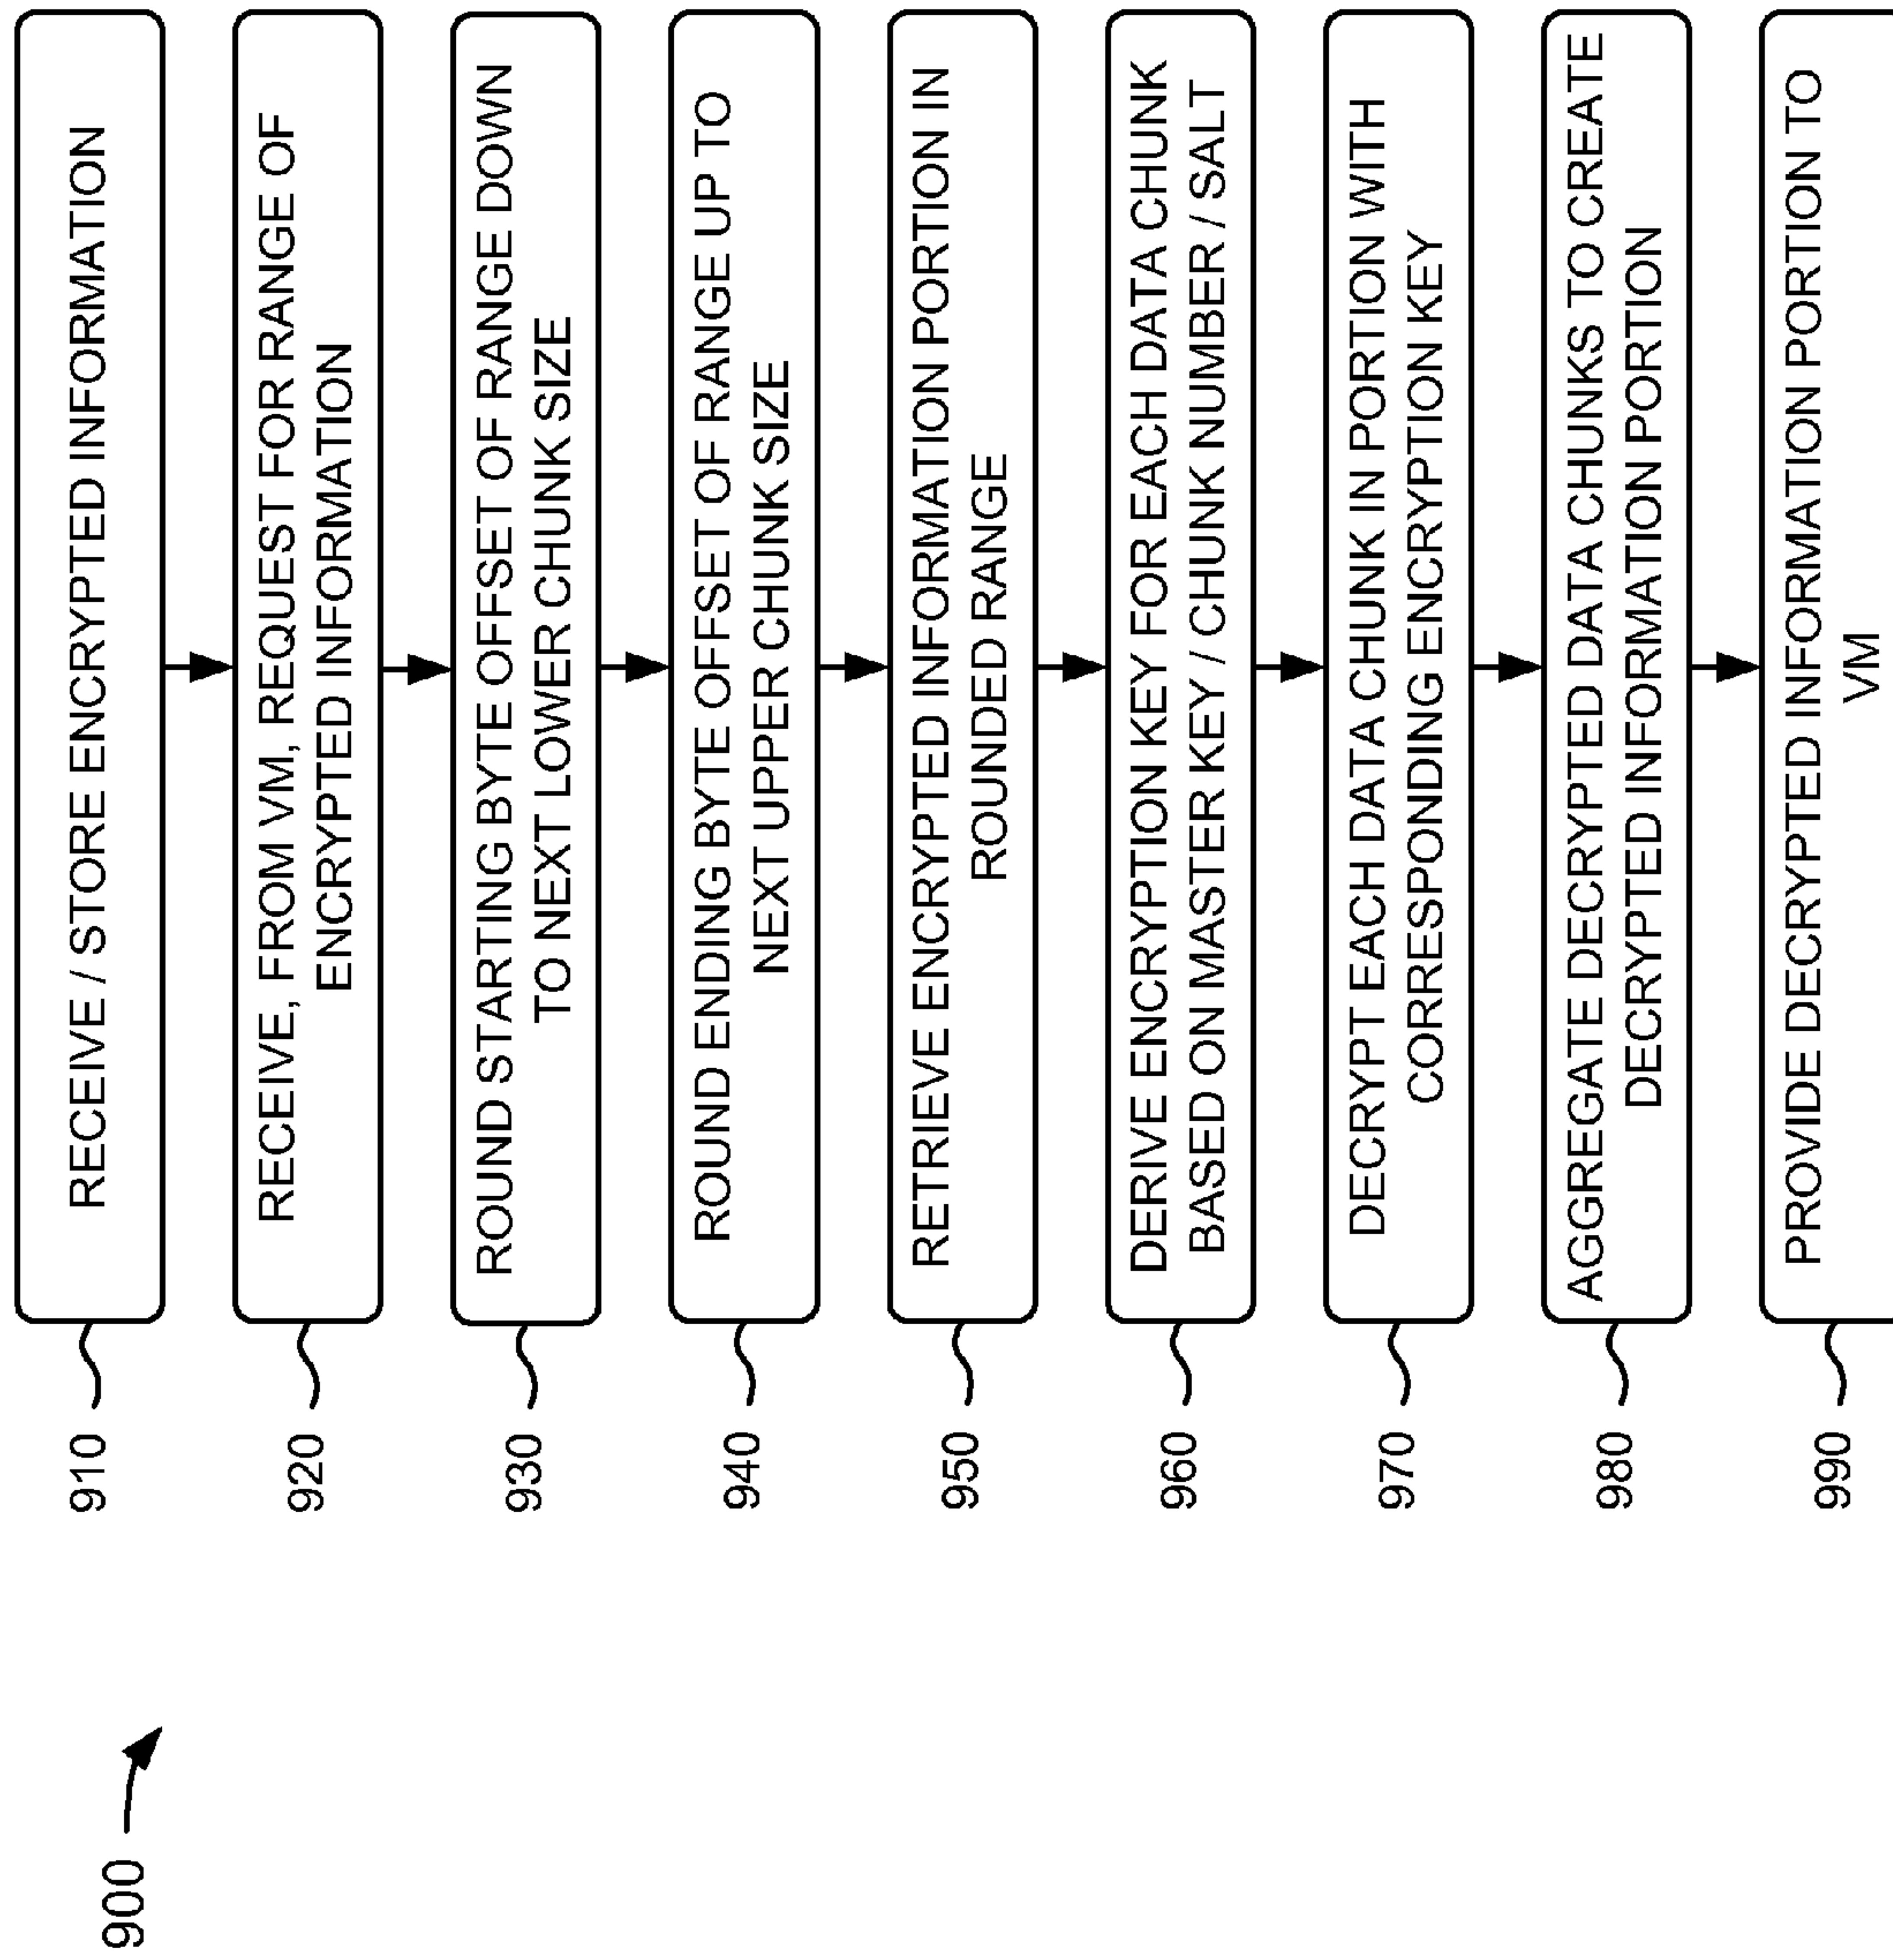 900
910
RECEIVE / STORE ENCRYPTED INFORMATION
920
RECEIVE, FROM VM, REQUEST FOR RANGE OF
ENCRYPTED INFORMATION
930
ROUND STARTING BYTE OFFSET OF RANGE DOWN
TO NEXT LOWER CHUNK SIZE
940
ROUND ENDING BYTE OFFSET OF RANGE UP TO
NEXT UPPER CHUNK SIZE
950
RETRIEVE ENCRYPTED INFORMATION PORTION IN
ROUNDED RANGE
960
DERIVE ENCRYPTION KEY FOR EACH DATA CHUNK
BASED ON MASTER KEY / CHUNK NUMBER / SALT
970
DECRYPT EACH DATA CHUNK IN PORTION WITH
CORRESPONDING ENCRYPTION KEY
980
AGGREGATE DECRYPTED DATA CHUNKS TO CREATE
DECRYPTED INFORMATION PORTION
990
PROVIDE DECRYPTED INFORMATION PORTION TO
VM